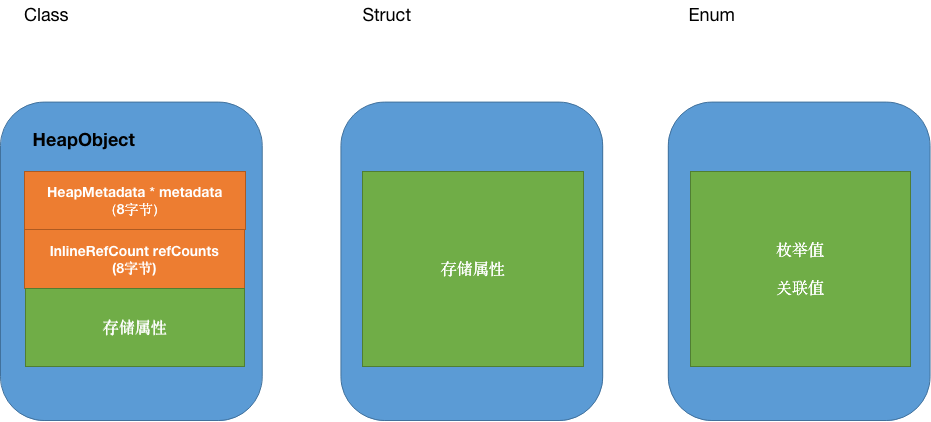 Class
Struct
Enum
HeapObject
HeapMetadata * metadata
(8字节)
InlineRefCount refCounts
(8字节)
存储属性
存储属性
枚举值
关联值